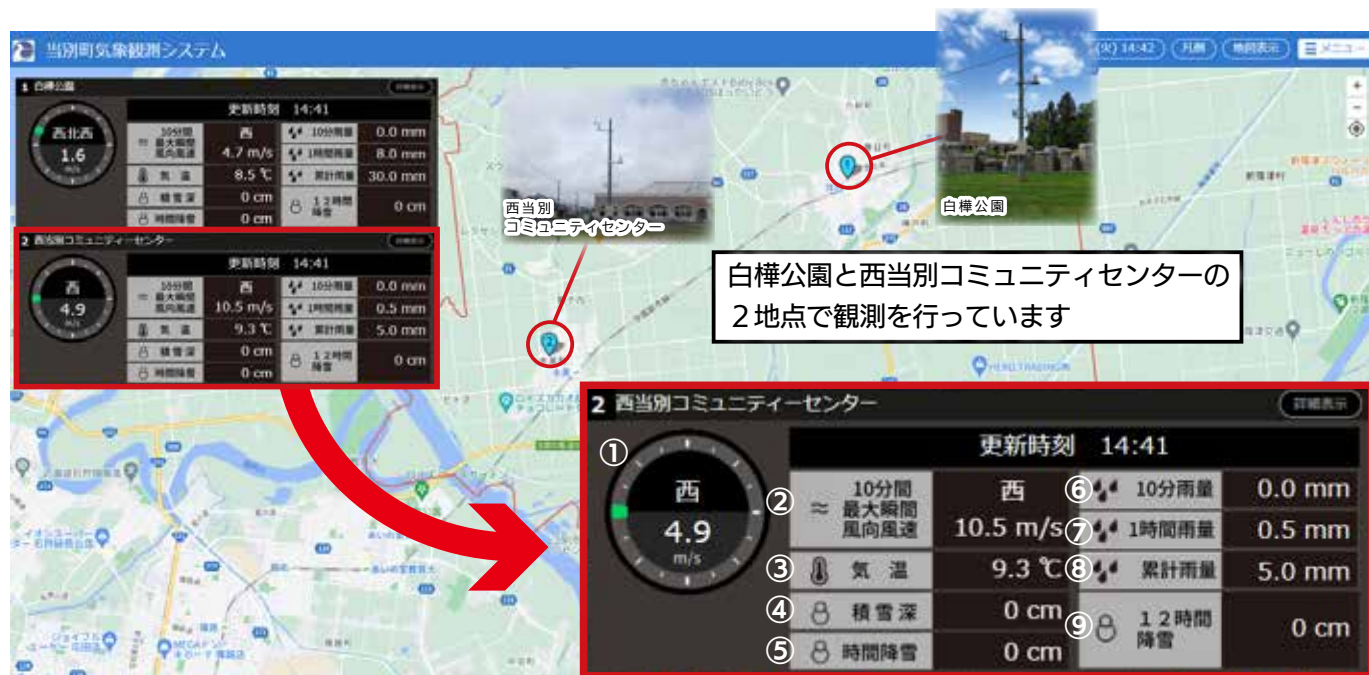 当別町気象観測システム
(火) 14:42
凡例
地図表示
メニュー
1 白樺公園
詳細表示
更新時刻 14:41
西北西
1.6
m/s
10分間
最大瞬間
風向風速
西
4.7 m/s
気 温
8.5 ℃
積雪深
0 cm
時間降雪
0 cm
10分雨量
0.0 mm
1時間雨量
8.0 mm
累計雨量
30.0 mm
12時間
降雪
0 cm
2 西当別コミュニティーセンター
詳細表示
更新時刻 14:41
西
4.9
m/s
10分間
最大瞬間
風向風速
西
10.5 m/s
気 温
9.3 ℃
積雪深
0 cm
時間降雪
0 cm
10分雨量
0.0 mm
1時間雨量
0.5 mm
累計雨量
5.0 mm
12時間
降雪
0 cm
西当別
コミュニティセンター
白樺公園
1
2
新篠津村
白樺公園と西当別コミュニティセンターの
2地点で観測を行っています
2 西当別コミュニティーセンター
詳細表示
更新時刻 14:41
①
西
4.9
m/s
②
10分間
最大瞬間
風向風速
西
10.5 m/s
③ 気 温 9.3 ℃
④ 積雪深 0 cm
⑤ 時間降雪 0 cm
⑥ 10分雨量 0.0 mm
⑦ 1時間雨量 0.5 mm
⑧ 累計雨量 5.0 mm
⑨ 12時間
降雪
0 cm